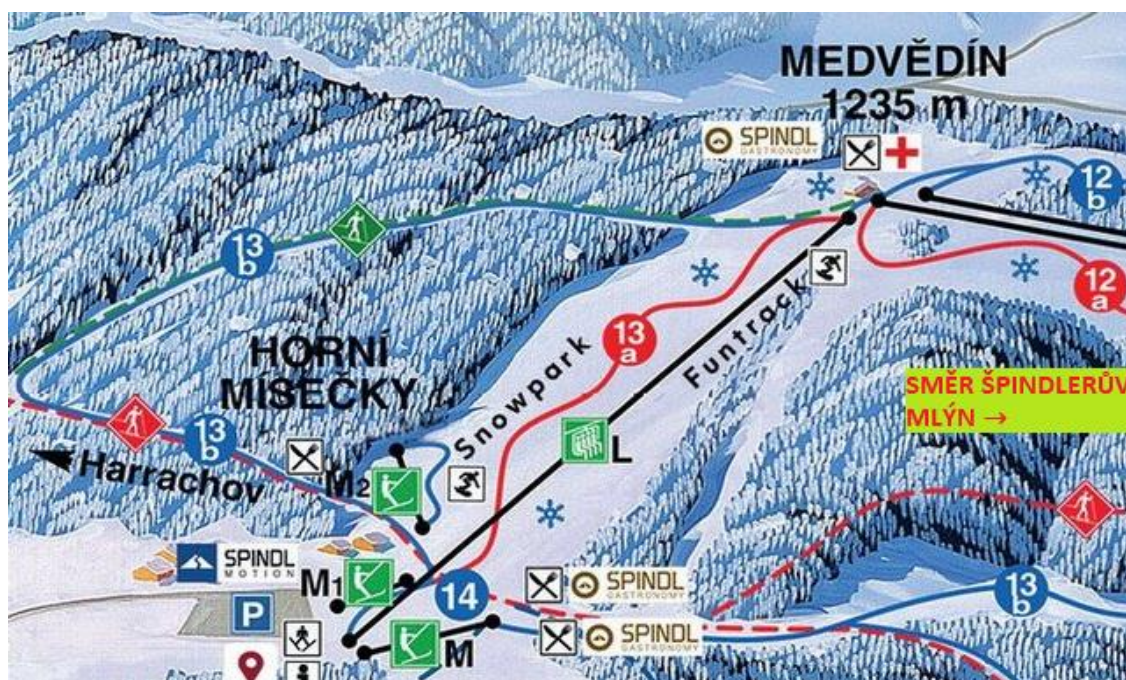 MEDVĚDÍN
1235 m
SPINDL
GASTRONOMY
12
b
13
b
12
a
13
a
Snowpark
Funtrack
HORNÍ
MISEČKY
SMĚR ŠPINDLERŮV
MLÝN →
13
b
Harrachov
M2
L
SPINDL
MOTION
M1
14
SPINDL
GASTRONOMY
13
b
P
M
SPINDL
GASTRONOMY